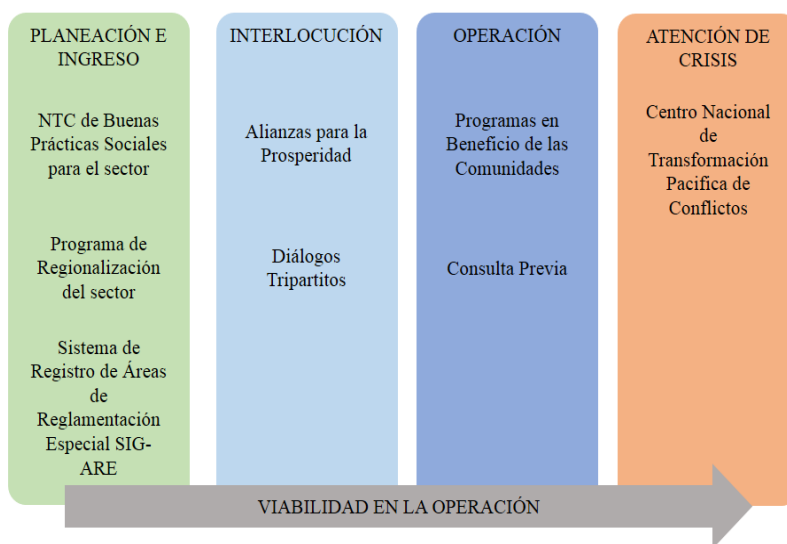 PLANEACIÓN E
INGRESO
NTC de Buenas
Prácticas Sociales
para el sector
Programa de
Regionalización
del sector
Sistema de
Registro de Áreas
de
Reglamentación
Especial SIG-
ARE
INTERLOCUCIÓN
Alianzas para la
Prosperidad
Diálogos
Tripartitos
OPERACIÓN
Programas en
Beneficio de las
Comunidades
Consulta Previa
ATENCIÓN DE
CRISIS
Centro Nacional
de
Transformación
Pacifica de
Conflictos
VIABILIDAD EN LA OPERACIÓN